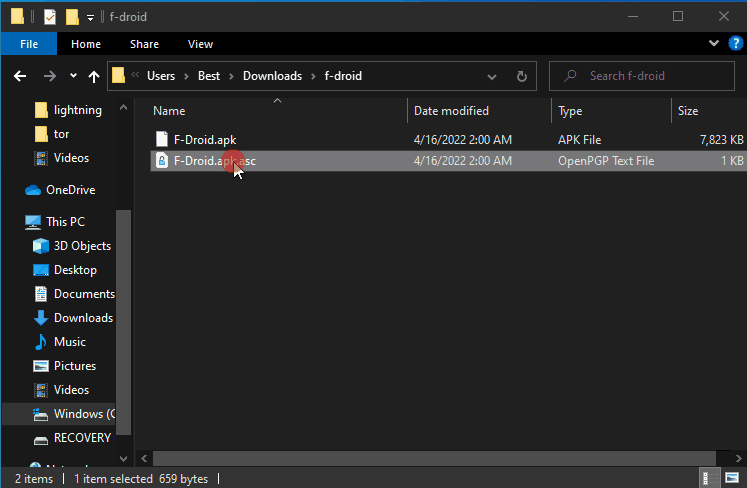 f-droid
File Home Share View
Users Best Downloads f-droid Search f-droid
Name Date modified Type Size
lightning
tor
Videos
OneDrive
This PC
3D Objects
Desktop
Documents
Downloads
Music
Pictures
Videos
Windows (C
RECOVERY
F-Droid.apk 4/16/2022 2:00 AM APK File 7,823 KB
F-Droid.apk.asc 4/16/2022 2:00 AM OpenPGP Text File 1 KB
2 items 1 item selected 659 bytes